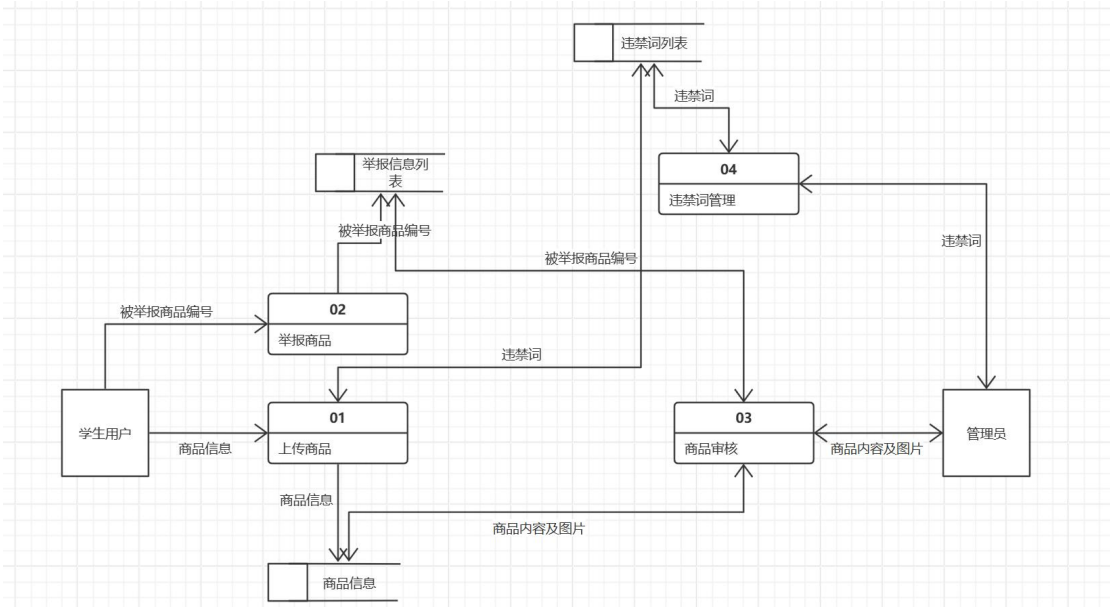 违禁词列表
违禁词
04
违禁词管理
举报信息列
表
被举报商品编号
违禁词
被举报商品编号
被举报商品编号
02
举报商品
违禁词
学生用户
商品信息
01
上传商品
03
商品审核
商品内容及图片
管理员
商品信息
商品内容及图片
商品信息